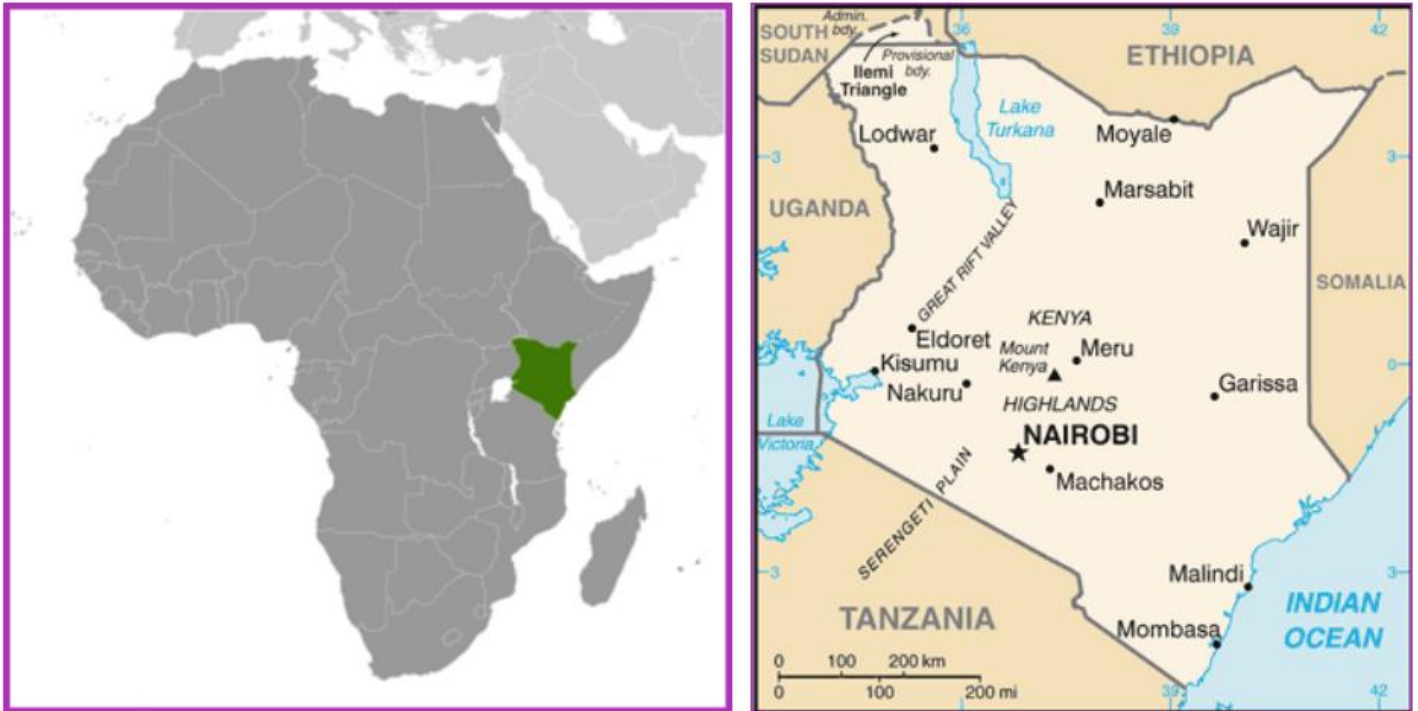 Admin.
bdy.
SOUTH
SUDAN
36
39
42
ETHIOPIA
Provisional
bdy.
Ilemi
Triangle
Lake
Turkana
Lodwar
Moyale
3
3
Marsabit
UGANDA
Wajir
GREAT RIFT VALLEY
SOMALIA
KENYA
Eldoret
Mount
Kenya
Meru
Kisumu
0
Nakuru
Garissa
HIGHLANDS
Lake
Victoria
NAIROBI
Machakos
SERENGETI PLAIN
Malindi
3
3
INDIAN
OCEAN
TANZANIA
Mombasa
0 100 200 km
0 100 200 mi
39
42